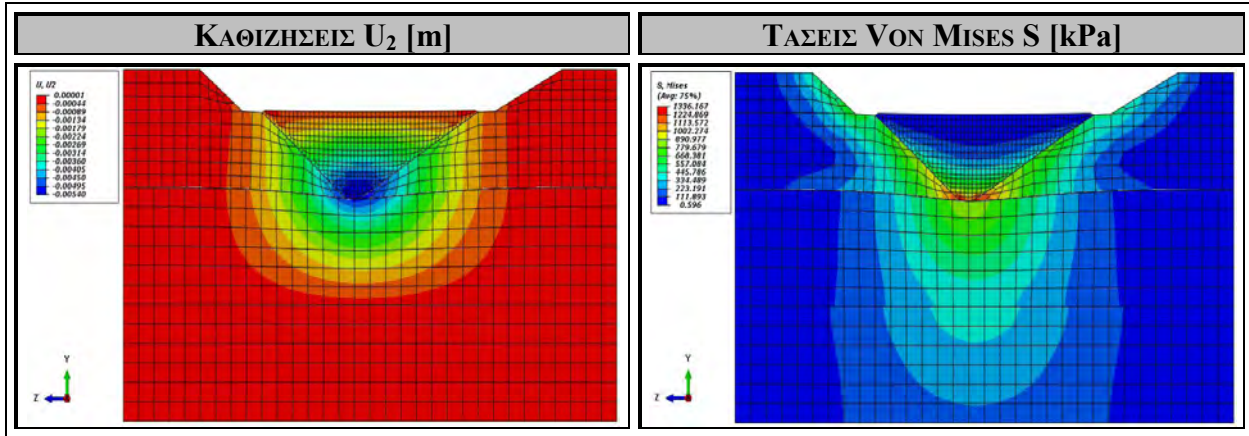 ΚΑΘΙΖΗΣΕΙΣ U2 [m]
ΤΑΣΕΙΣ VON MISES S [kPa]
U, U2
0.00001
-0.00044
-0.00089
-0.00134
-0.00179
-0.00224
-0.00269
-0.00314
-0.00360
-0.00405
-0.00450
-0.00495
-0.00540
Y
Z
S, Mises
(Avg: 75%)
1336.167
1224.869
1113.572
1002.274
890.977
779.679
668.381
557.084
445.786
334.489
223.191
111.893
0.596
Y
Z